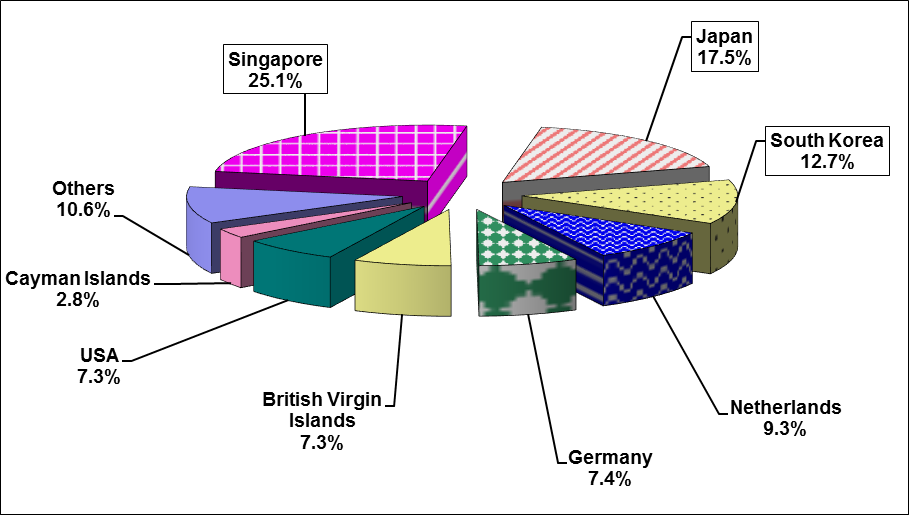 Japan
17.5%
Singapore
25.1%
South Korea
12.7%
Others
10.6%
Cayman Islands
2.8%
USA
7.3%
British Virgin
Islands
7.3%
Netherlands
9.3%
Germany
7.4%